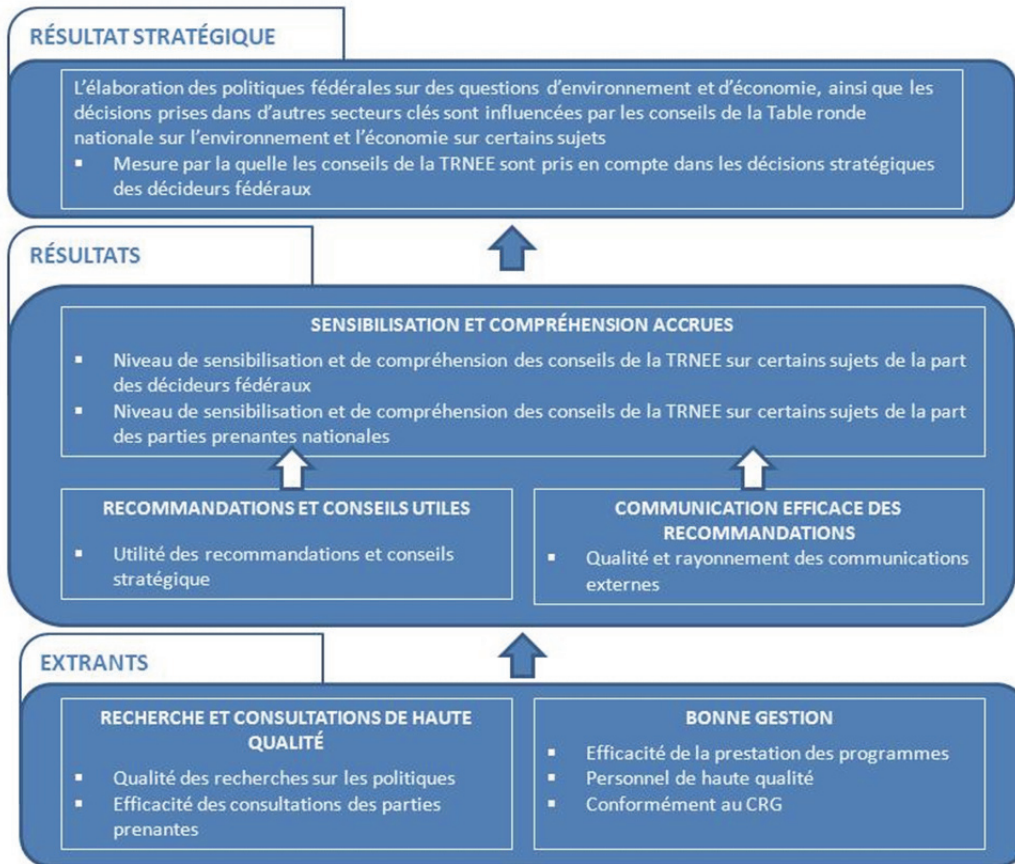 RÉSULTAT STRATÉGIQUE
L'élaboration des politiques fédérales sur des questions d'environnement et d'économie, ainsi que les
décisions prises dans d'autres secteurs clés sont influencées par les conseils de la Table ronde
nationale sur l'environnement et l'économie sur certains sujets
▪ Mesure par la quelle les conseils de la TRNEE sont pris en compte dans les décisions stratégiques
des décideurs fédéraux
RÉSULTATS
SENSIBILISATION ET COMPRÉHENSION ACCRUES
▪ Niveau de sensibilisation et de compréhension des conseils de la TRNEE sur certains sujets de la part
des décideurs fédéraux
▪ Niveau de sensibilisation et de compréhension des conseils de la TRNEE sur certains sujets de la part
des parties prenantes nationales
RECOMMANDATIONS ET CONSEILS UTILES
▪ Utilité des recommandations et conseils
stratégique
COMMUNICATION EFFICACE DES
RECOMMANDATIONS
▪ Qualité et rayonnement des communications
externes
EXTRANTS
RECHERCHE ET CONSULTATIONS DE HAUTE
QUALITÉ
▪ Qualité des recherches sur les politiques
▪ Efficacité des consultations des parties
prenantes
BONNE GESTION
▪ Efficacité de la prestation des programmes
▪ Personnel de haute qualité
▪ Conformément au CRG